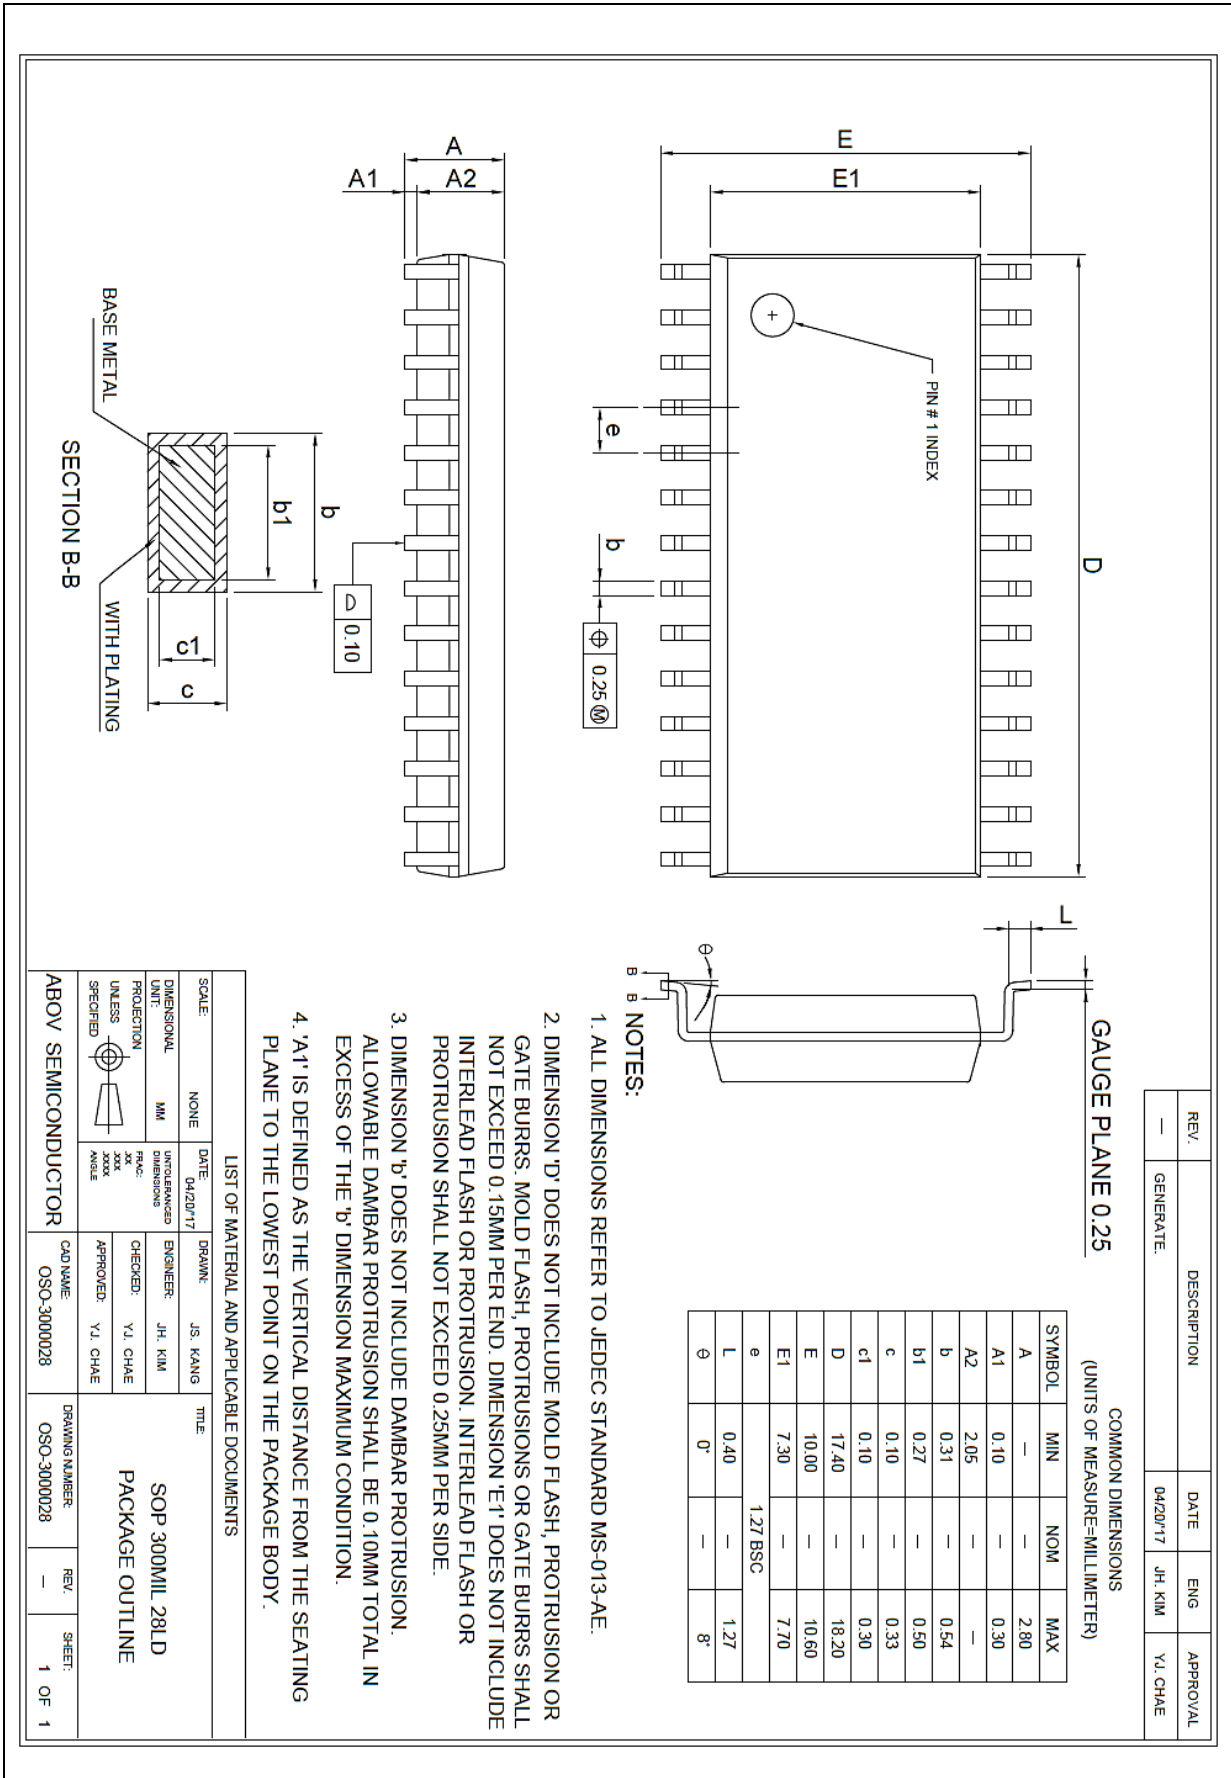 REV. DESCRIPTION DATE ENG APPROVAL
— GENERATE. 04/20/'17 JH. KIM YJ. CHAE
E
E1
D
PIN # 1 INDEX
e
b
⌖ 0.25 Ⓜ
L
GAUGE PLANE 0.25
θ
B B
A
A1 A2
⌓ 0.10
b
b1
c1
c
BASE METAL
WITH PLATING
SECTION B-B
COMMON DIMENSIONS
(UNITS OF MEASURE=MILLIMETER)
SYMBOL MIN NOM MAX
A — — 2.80
A1 0.10 — 0.30
A2 2.05 — —
b 0.31 — 0.54
b1 0.27 — 0.50
c 0.10 — 0.33
c1 0.10 — 0.30
D 17.40 — 18.20
E 10.00 — 10.60
E1 7.30 — 7.70
e 1.27 BSC
L 0.40 — 1.27
θ 0° — 8°
NOTES:
1. ALL DIMENSIONS REFER TO JEDEC STANDARD MS-013-AE.
2. DIMENSION 'D' DOES NOT INCLUDE MOLD FLASH, PROTRUSION OR
GATE BURRS. MOLD FLASH, PROTRUSIONS OR GATE BURRS SHALL
NOT EXCEED 0.15MM PER END. DIMENSION 'E1' DOES NOT INCLUDE
INTERLEAD FLASH OR PROTRUSION. INTERLEAD FLASH OR
PROTRUSION SHALL NOT EXCEED 0.25MM PER SIDE.
3. DIMENSION 'b' DOES NOT INCLUDE DAMBAR PROTRUSION.
ALLOWABLE DAMBAR PROTRUSION SHALL BE 0.10MM TOTAL IN
EXCESS OF THE 'b' DIMENSION MAXIMUM CONDITION.
4. 'A1' IS DEFINED AS THE VERTICAL DISTANCE FROM THE SEATING
PLANE TO THE LOWEST POINT ON THE PACKAGE BODY.
LIST OF MATERIAL AND APPLICABLE DOCUMENTS
SCALE: NONE
DIMENSIONAL
UNIT: MM
PROJECTION
UNLESS
SPECIFIED
DATE: 04/20/'17
UNTOLERANCED
DIMENSIONS
FRAC:
.XX
.XXX
.XXXX
ANGLE
DRAWN: JS. KANG
ENGINEER: JH. KIM
CHECKED: YJ. CHAE
APPROVED: YJ. CHAE
TITLE:
SOP 300MIL 28LD
PACKAGE OUTLINE
ABOV SEMICONDUCTOR
CAD NAME: OSO-3000028
DRAWING NUMBER: OSO-3000028
REV. —
SHEET: 1 OF 1